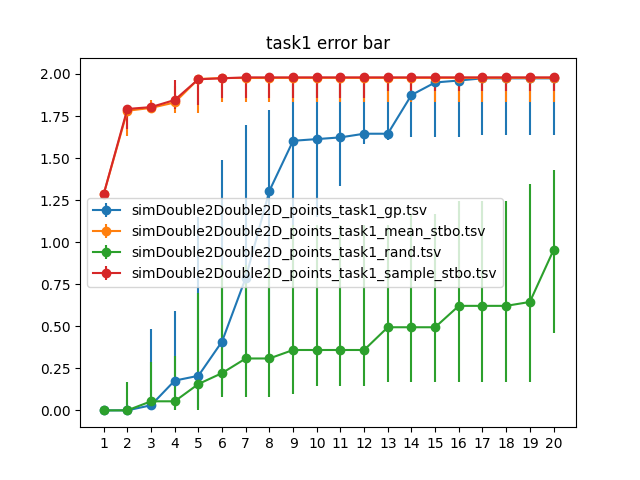 task1 error bar
2.00
1.75
1.50
1.25
1.00
0.75
0.50
0.25
0.00
simDouble2Double2D_points_task1_gp.tsv
simDouble2Double2D_points_task1_mean_stbo.tsv
simDouble2Double2D_points_task1_rand.tsv
simDouble2Double2D_points_task1_sample_stbo.tsv
1 2 3 4 5 6 7 8 9 10 11 12 13 14 15 16 17 18 19 20